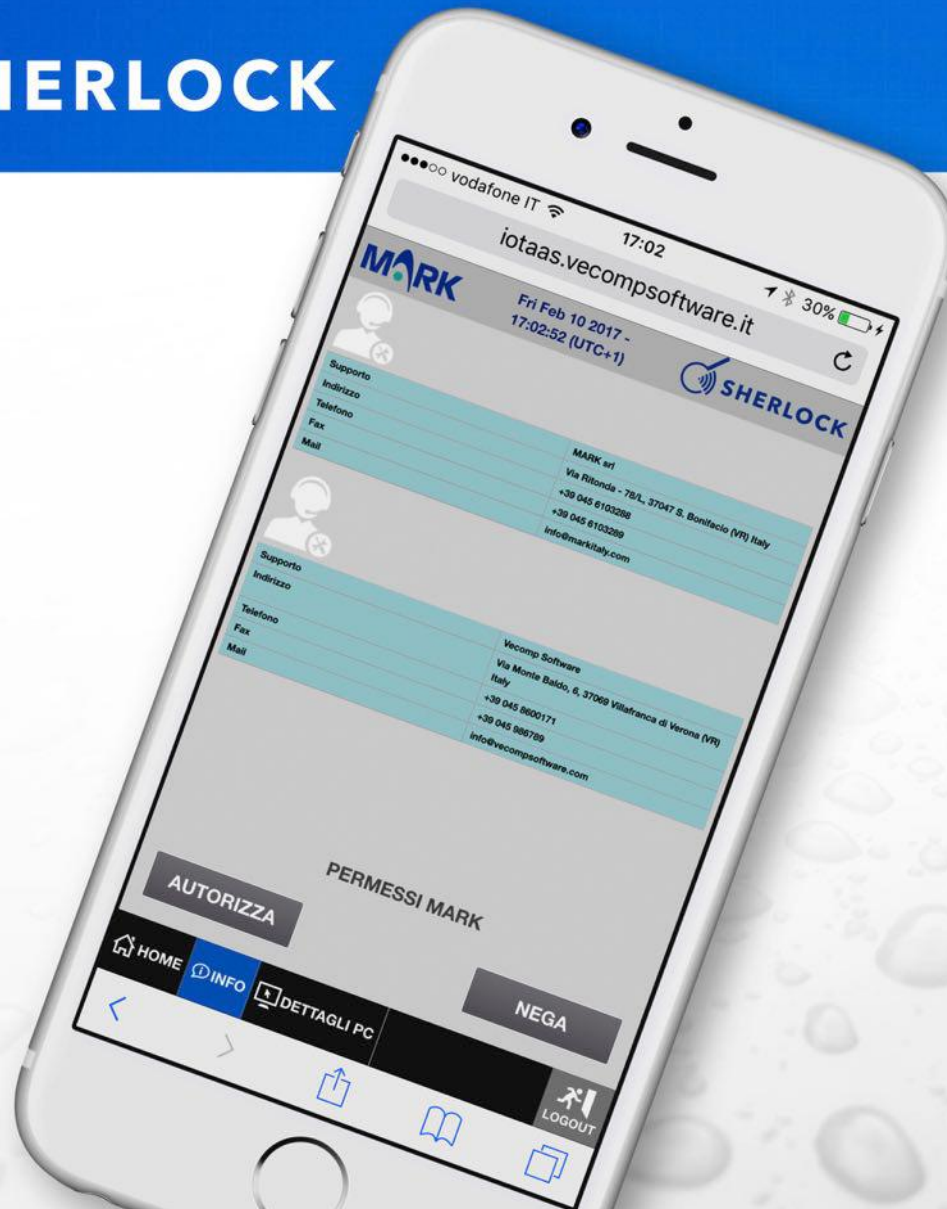 HERLOCK
vodafone IT 17:02 30%
iotaas.vecompsoftware.it
MARK Fri Feb 10 2017 - SHERLOCK
17:02:52 (UTC+1)
Supporto MARK srl
Indirizzo Via Ritonda - 78/L, 37047 S. Bonifacio (VR) Italy
Telefono +39 045 6103288
Fax +39 045 6103289
Mail info@markitaly.com
Supporto Vecomp Software
Indirizzo Via Monte Baldo, 6, 37069 Villafranca di Verona (VR)
Italy
Telefono +39 045 8600171
Fax +39 045 986789
Mail info@vecompsoftware.com
PERMESSI MARK
AUTORIZZA NEGA
HOME INFO DETTAGLI PC LOGOUT